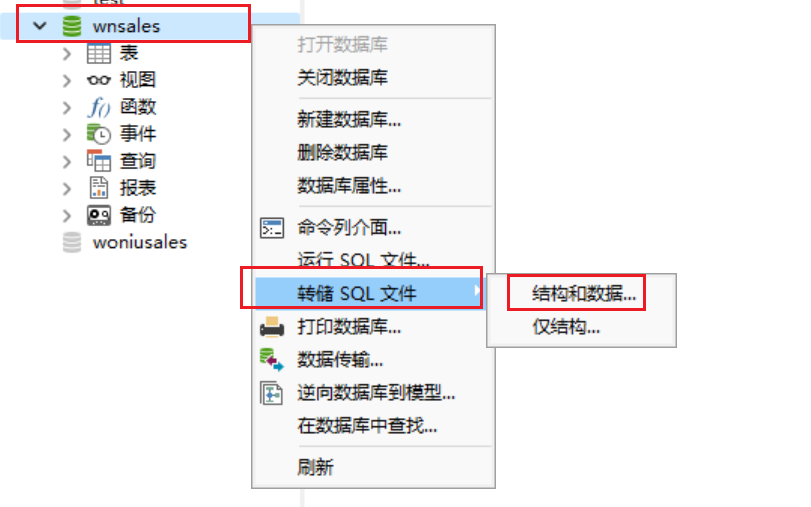 test
wnsales
表
视图
函数
事件
查询
报表
备份
woniusales
打开数据库
关闭数据库
新建数据库...
删除数据库
数据库属性...
命令列介面...
运行 SQL 文件...
转储 SQL 文件
打印数据库...
数据传输...
逆向数据库到模型...
在数据库中查找...
刷新
结构和数据...
仅结构...